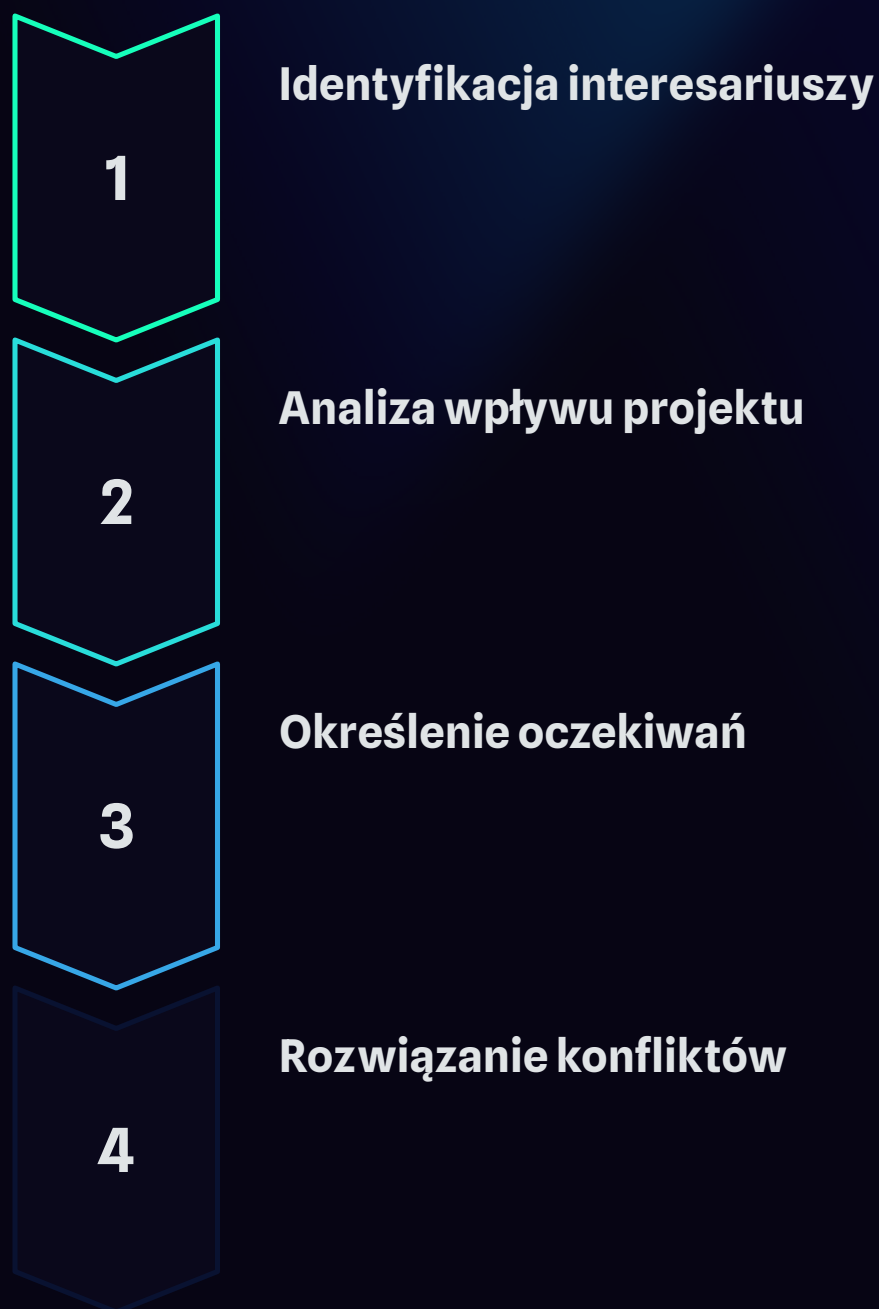 Identyfikacja interesariuszy
1
Analiza wpływu projektu
2
Określenie oczekiwań
3
Rozwiązanie konfliktów
4